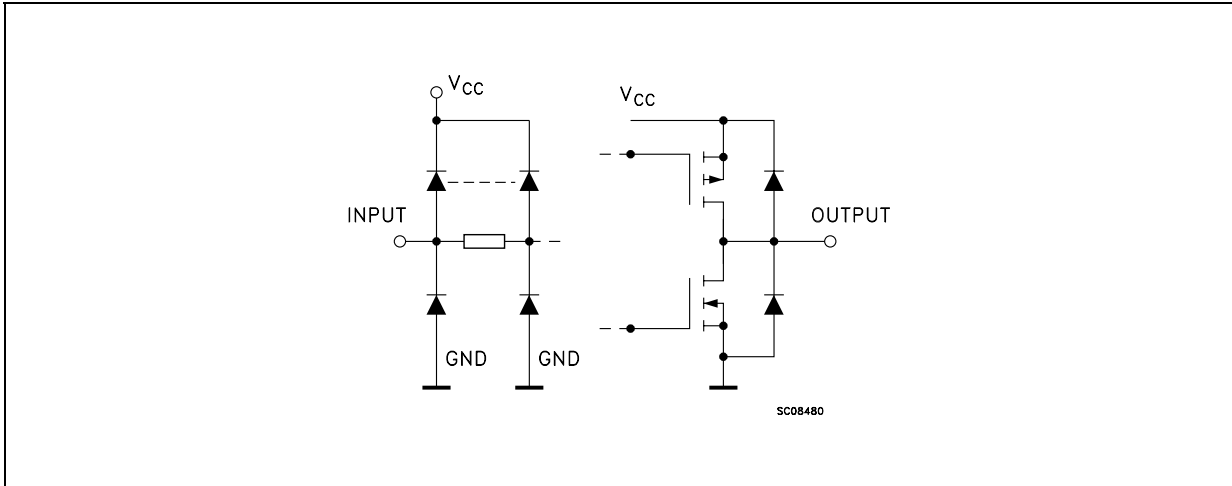 VCC
VCC
INPUT
OUTPUT
GND
GND
SC08480